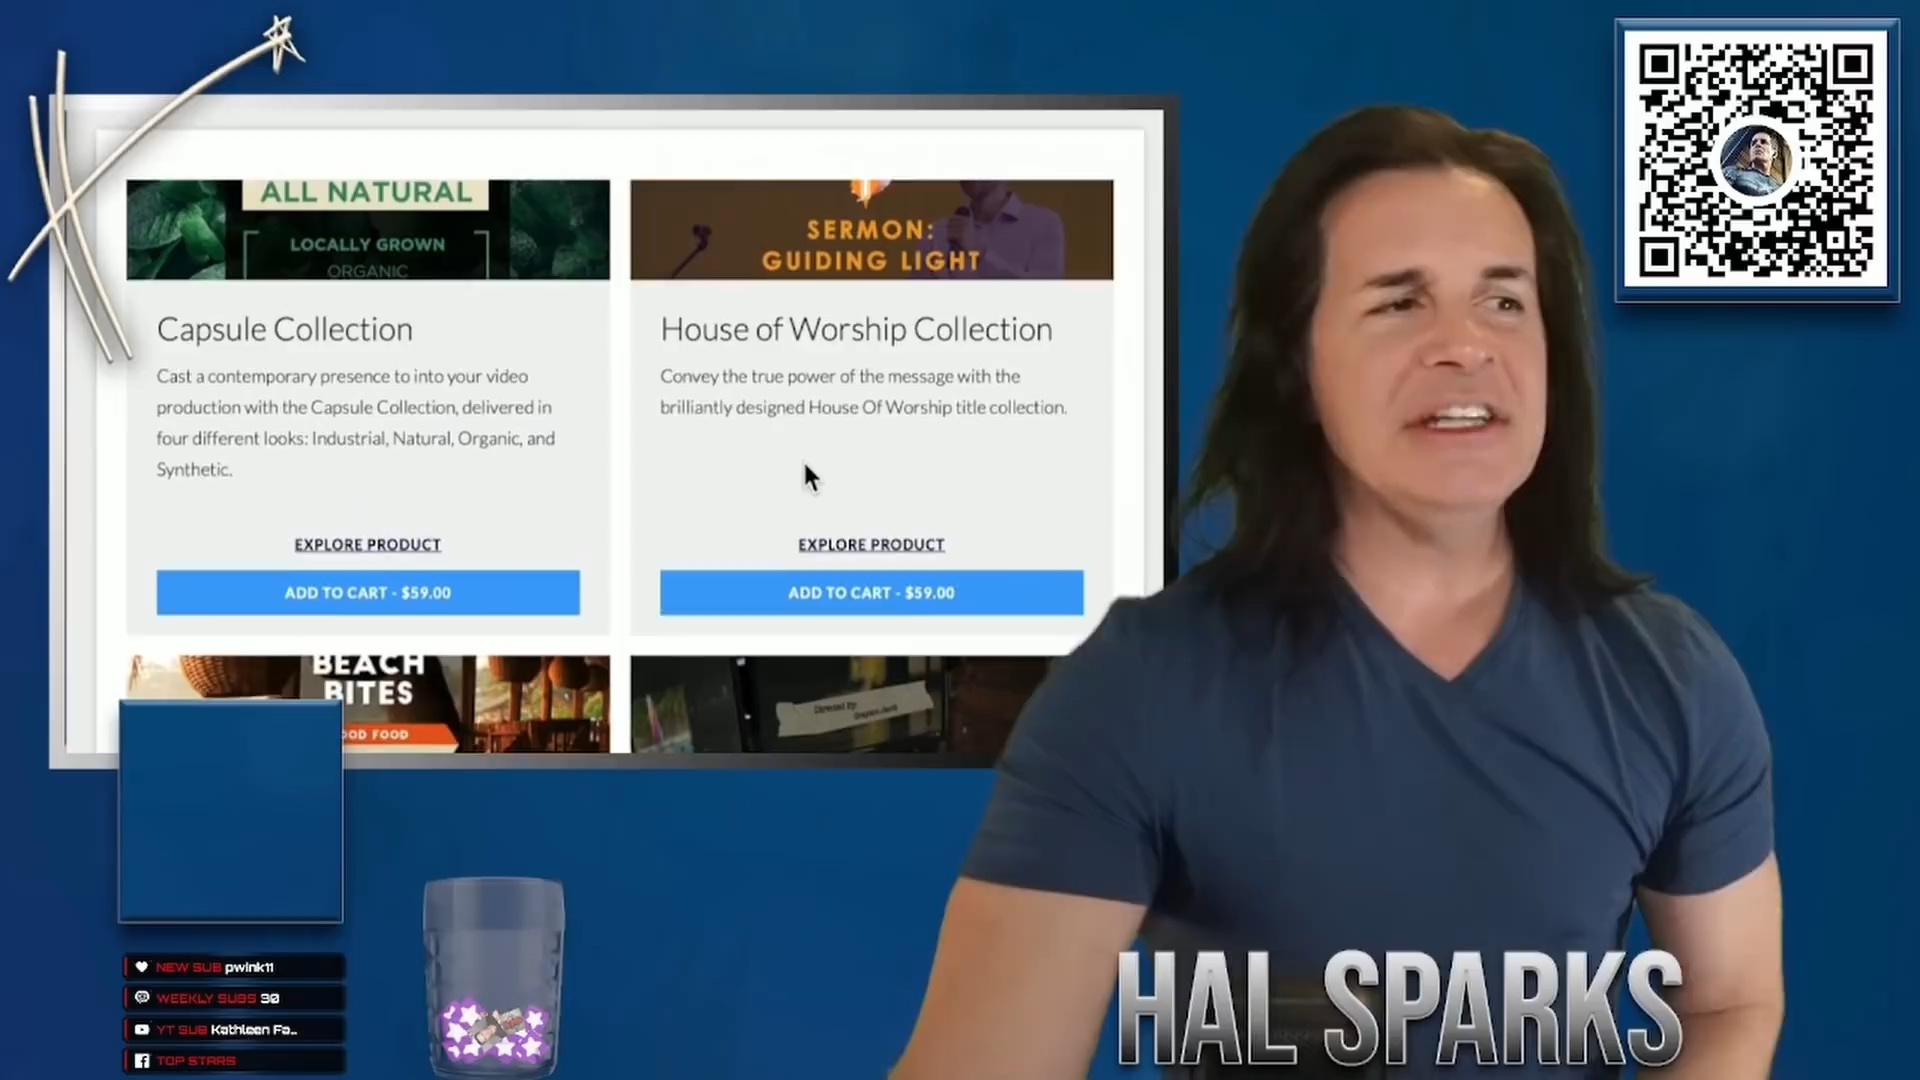 ALL NATURAL
LOCALLY GROWN
ORGANIC
SERMON:
GUIDING LIGHT
Capsule Collection
Cast a contemporary presence to into your video
production with the Capsule Collection, delivered in
four different looks: Industrial, Natural, Organic, and
Synthetic.
EXPLORE PRODUCT
ADD TO CART - $59.00
House of Worship Collection
Convey the true power of the message with the
brilliantly designed House Of Worship title collection.
EXPLORE PRODUCT
ADD TO CART - $59.00
BEACH
BITES
OOD FOOD
Directed By
NEW SUB pwink11
WEEKLY SUBS 30
YT SUB Kathleen Fa..
TOP STARS
HAL SPARKS